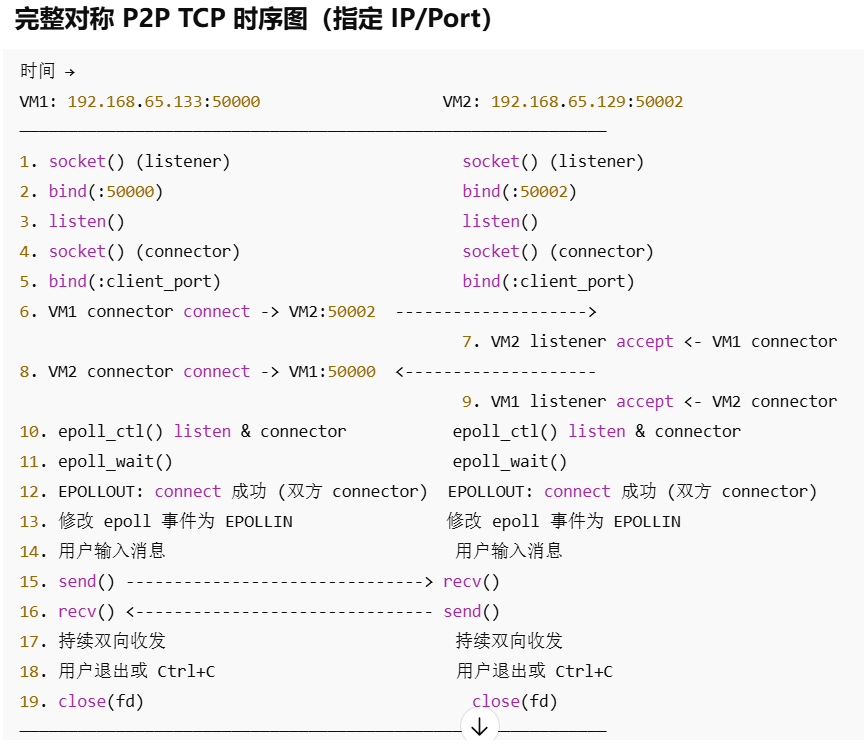 完整对称 P2P TCP 时序图（指定 IP/Port）
时间 →
VM1: 192.168.65.133:50000                   VM2: 192.168.65.129:50002
─────────────────────────────────────────────────────────────
1. socket() (listener)                        socket() (listener)
2. bind(:50000)                               bind(:50002)
3. listen()                                   listen()
4. socket() (connector)                       socket() (connector)
5. bind(:client_port)                         bind(:client_port)
6. VM1 connector connect -> VM2:50002  -------------------->
7. VM2 listener accept <- VM1 connector
8. VM2 connector connect -> VM1:50000  <--------------------
9. VM1 listener accept <- VM2 connector
10. epoll_ctl() listen & connector           epoll_ctl() listen & connector
11. epoll_wait()                             epoll_wait()
12. EPOLLOUT: connect 成功 (双方 connector)  EPOLLOUT: connect 成功 (双方 connector)
13. 修改 epoll 事件为 EPOLLIN                修改 epoll 事件为 EPOLLIN
14. 用户输入消息                              用户输入消息
15. send() -------------------------------> recv()
16. recv() <------------------------------- send()
17. 持续双向收发                              持续双向收发
18. 用户退出或 Ctrl+C                         用户退出或 Ctrl+C
19. close(fd)                                  close(fd)
─────────────────────────────────────────────────────────────